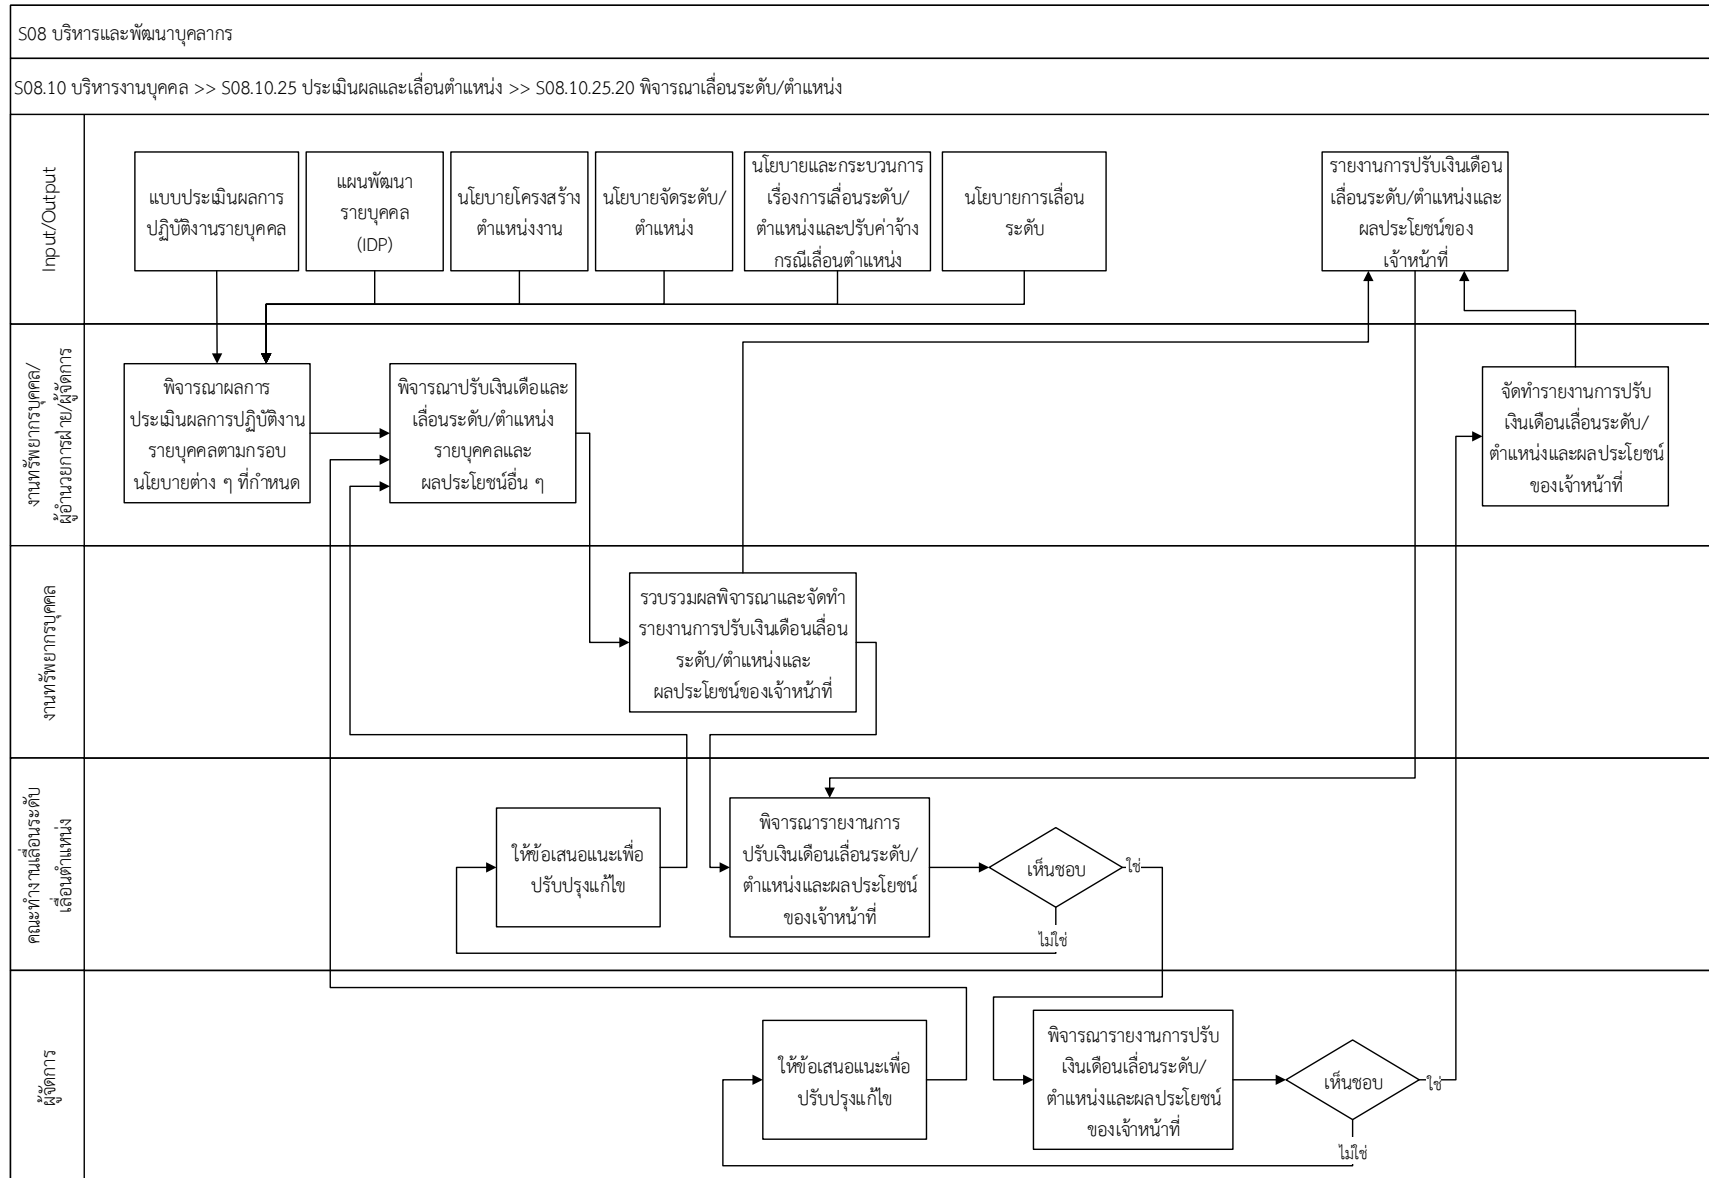 S08 บริหารและพัฒนาบุคลากร
S08.10 บริหารงานบุคคล >> S08.10.25 ประเมินผลและเลื่อนตำแหน่ง >> S08.10.25.20 พิจารณาเลื่อนระดับ/ตำแหน่ง
Input/Output
แบบประเมินผลการ
ปฏิบัติงานรายบุคคล
แผนพัฒนา
รายบุคคล
(IDP)
นโยบายโครงสร้าง
ตำแหน่งงาน
นโยบายจัดระดับ/
ตำแหน่ง
นโยบายและกระบวนการ
เรื่องการเลื่อนระดับ/
ตำแหน่งและปรับค่าจ้าง
กรณีเลื่อนตำแหน่ง
นโยบายการเลื่อน
ระดับ
รายงานการปรับเงินเดือน
เลื่อนระดับ/ตำแหน่งและ
ผลประโยชน์ของ
เจ้าหน้าที่
งานทรัพยากรบุคคล/
ผู้อำนวยการฝ่าย/ผู้จัดการ
พิจารณาผลการ
ประเมินผลการปฏิบัติงาน
รายบุคคลตามกรอบ
นโยบายต่าง ๆ ที่กำหนด
พิจารณาปรับเงินเดือและ
เลื่อนระดับ/ตำแหน่ง
รายบุคคลและ
ผลประโยชน์อื่น ๆ
จัดทำรายงานการปรับ
เงินเดือนเลื่อนระดับ/
ตำแหน่งและผลประโยชน์
ของเจ้าหน้าที่
งานทรัพยากรบุคคล
รวบรวมผลพิจารณาและจัดทำ
รายงานการปรับเงินเดือนเลื่อน
ระดับ/ตำแหน่งและ
ผลประโยชน์ของเจ้าหน้าที่
คณะทำงานเลื่อนระดับ
เลื่อนตำแหน่ง
ให้ข้อเสนอแนะเพื่อ
ปรับปรุงแก้ไข
พิจารณารายงานการ
ปรับเงินเดือนเลื่อนระดับ/
ตำแหน่งและผลประโยชน์
ของเจ้าหน้าที่
เห็นชอบ
ใช่
ไม่ใช่
ผู้จัดการ
ให้ข้อเสนอแนะเพื่อ
ปรับปรุงแก้ไข
พิจารณารายงานการปรับ
เงินเดือนเลื่อนระดับ/
ตำแหน่งและผลประโยชน์
ของเจ้าหน้าที่
เห็นชอบ
ใช่
ไม่ใช่